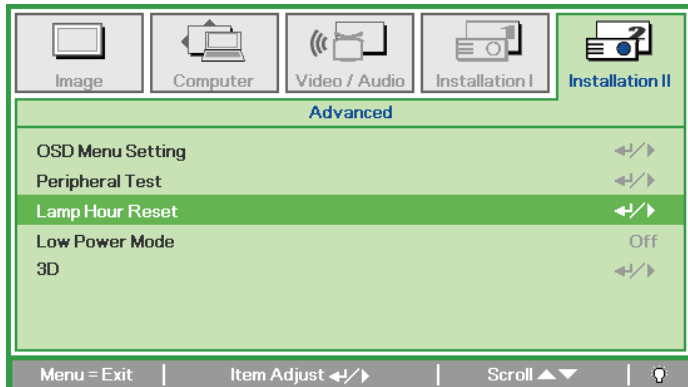 Image Computer Video / Audio Installation I Installation II
Advanced
OSD Menu Setting
Peripheral Test
Lamp Hour Reset
Low Power Mode Off
3D
Menu = Exit Item Adjust Scroll